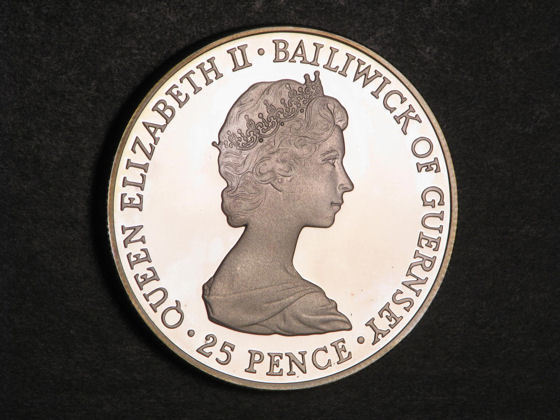 QUEEN ELIZABETH II · BAILIWICK OF GUERNSEY
· 25 PENCE ·